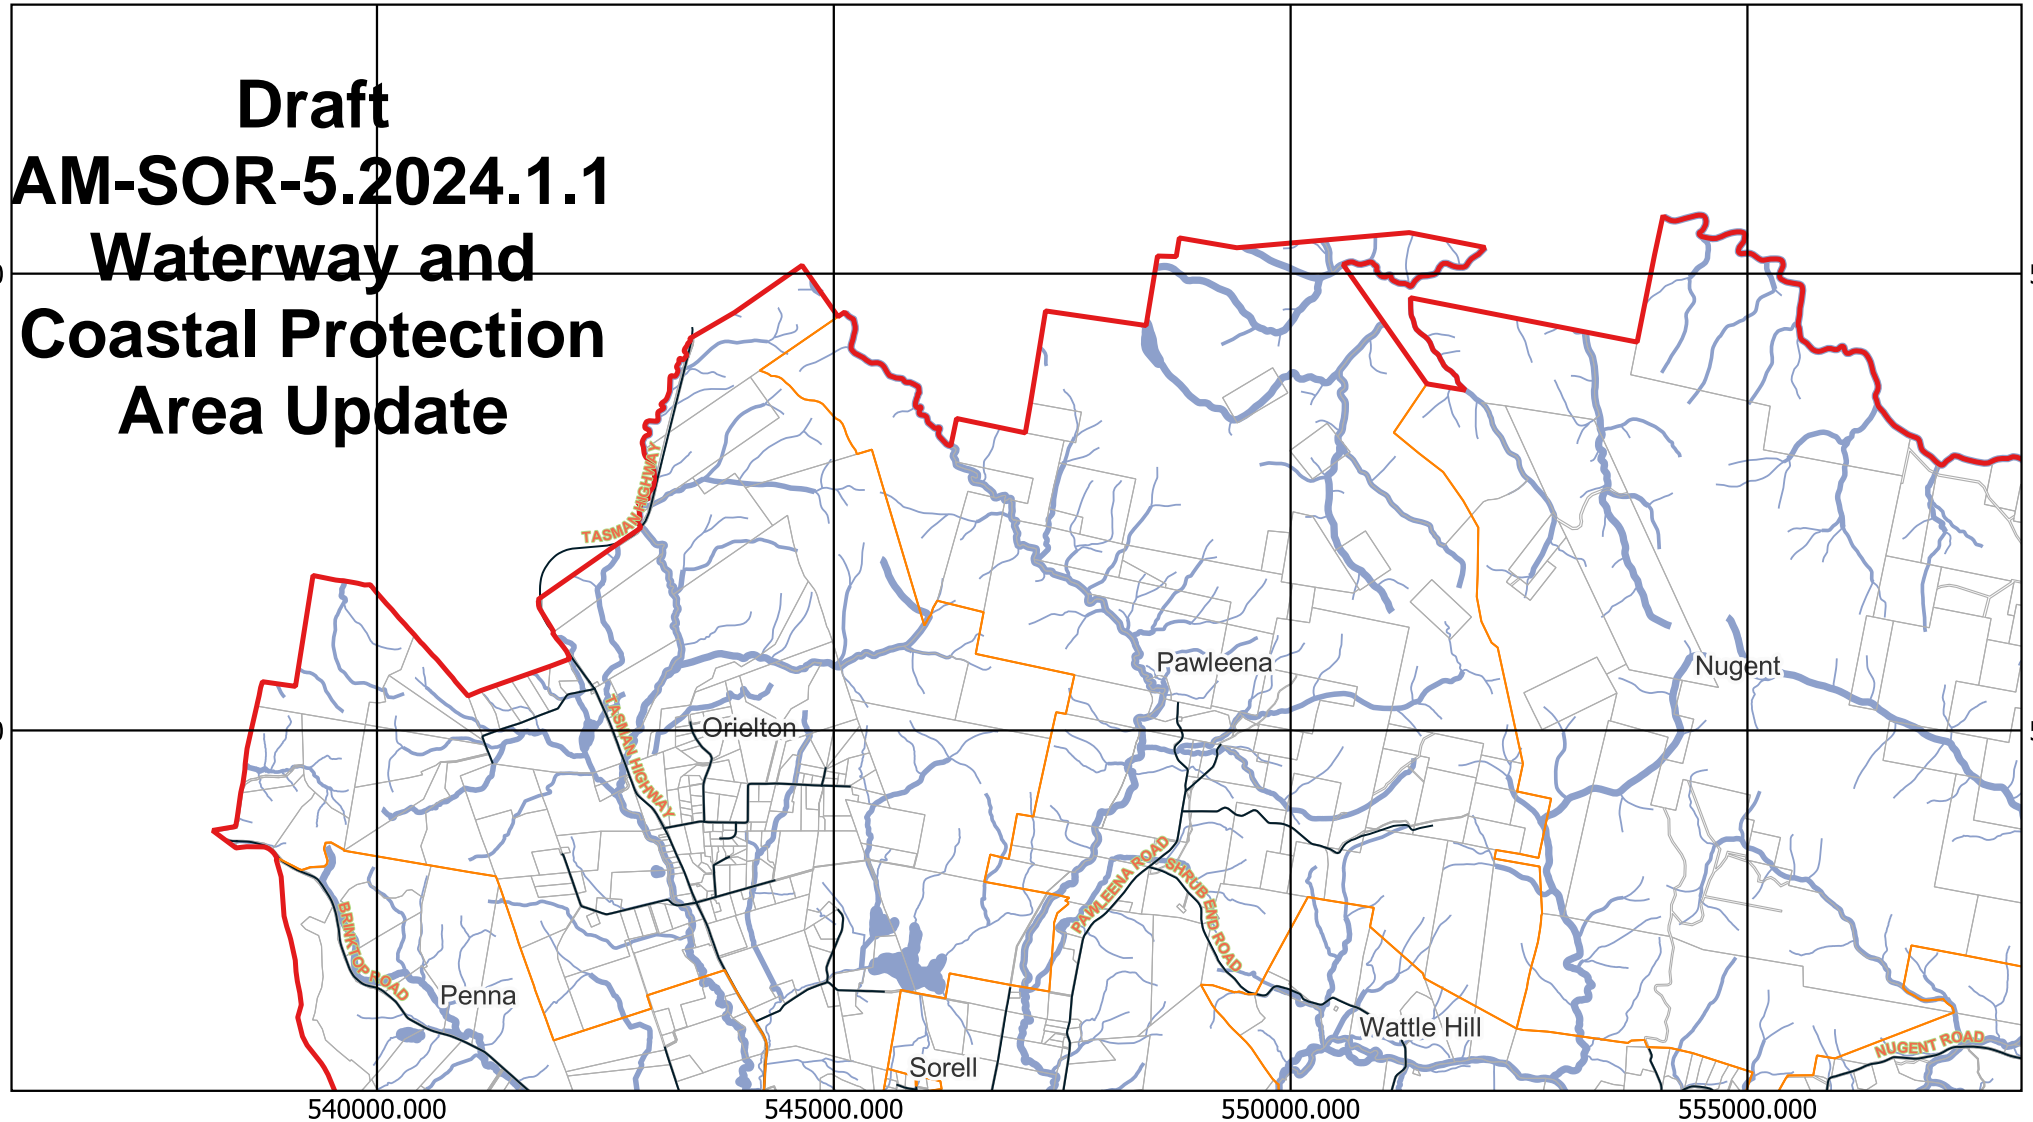 Draft
AM-SOR-5.2024.1.1
Waterway and
Coastal Protection
Area Update
TASMAN HIGHWAY
TASMAN HIGHWAY
Pawleena
Nugent
Orielton
PAWLEENA ROAD
SHRUB END ROAD
BRINKTOP ROAD
Penna
Wattle Hill
NUGENT ROAD
Sorell
540000.000
545000.000
550000.000
555000.000